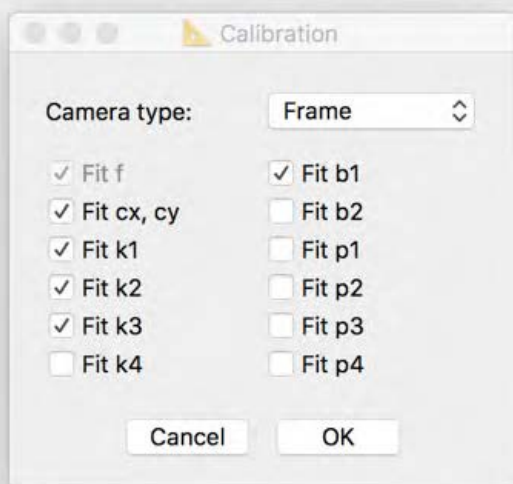 Calibration
Camera type: Frame
Fit f Fit b1
Fit cx, cy Fit b2
Fit k1 Fit p1
Fit k2 Fit p2
Fit k3 Fit p3
Fit k4 Fit p4
Cancel OK